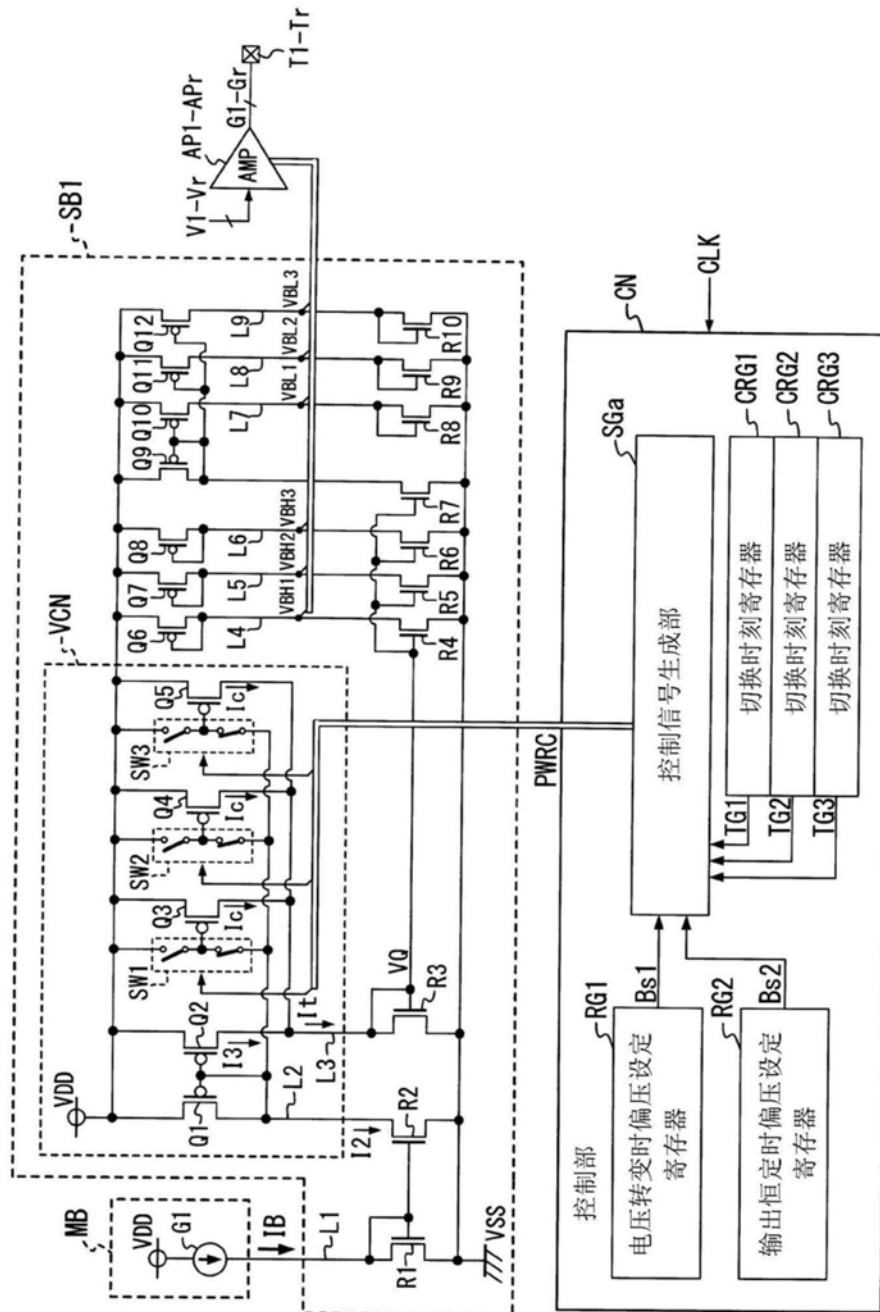 MB
VDD
G1
IB
L1
R1
VSS
VDD
Q1
Q2
I3
L2
I2
R2
It
L3
VQ
R3
VCN
SW1
Q3
Ic
SW2
Q4
Ic
SW3
Q5
Ic
SB1
Q6
Q7
Q8
Q9
Q10
Q11
Q12
L4
L5
L6
L7
L8
L9
VBH1
VBH2
VBH3
VBL1
VBL2
VBL3
R4
R5
R6
R7
R8
R9
R10
V1-Vr
AMP
AP1-APr
G1-Gr
T1-Tr
PWRC
控制部
RG1
电压转变时偏压设定
寄存器
Bs1
RG2
输出恒定时偏压设定
寄存器
Bs2
SGa
控制信号生成部
TG1
TG2
TG3
切换时刻寄存器
切换时刻寄存器
切换时刻寄存器
CRG1
CRG2
CRG3
CN
CLK